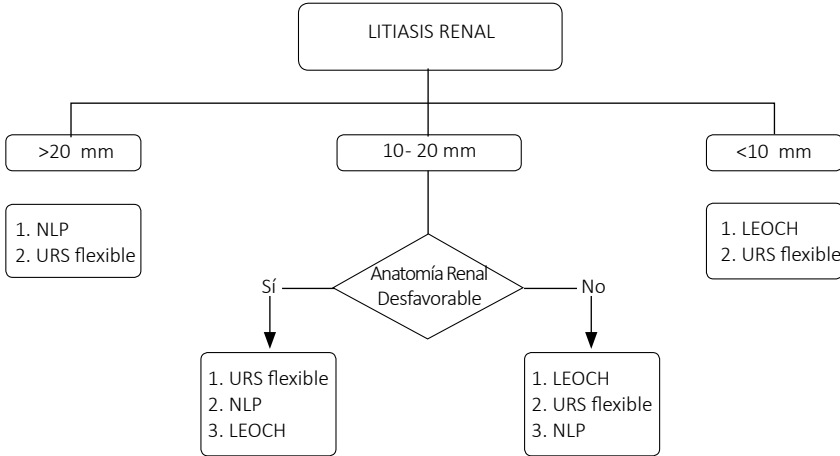 LITIASIS RENAL
>20 mm
10- 20 mm
<10 mm
1. NLP
2. URS flexible
1. LEOCH
2. URS flexible
Anatomía Renal
Desfavorable
Sí
No
1. URS flexible
2. NLP
3. LEOCH
1. LEOCH
2. URS flexible
3. NLP